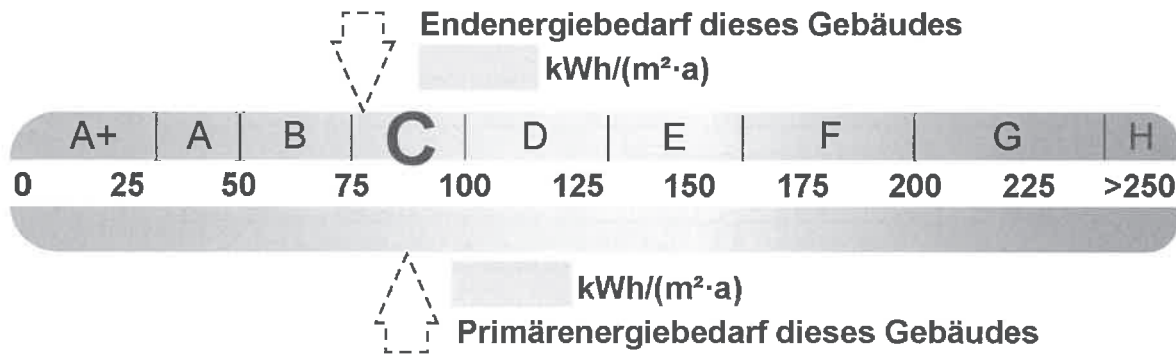 Endenergiebedarf dieses Gebäudes
kWh/(m²·a)
A+ A B C D E F G H
0 25 50 75 100 125 150 175 200 225 >250
kWh/(m²·a)
Primärenergiebedarf dieses Gebäudes